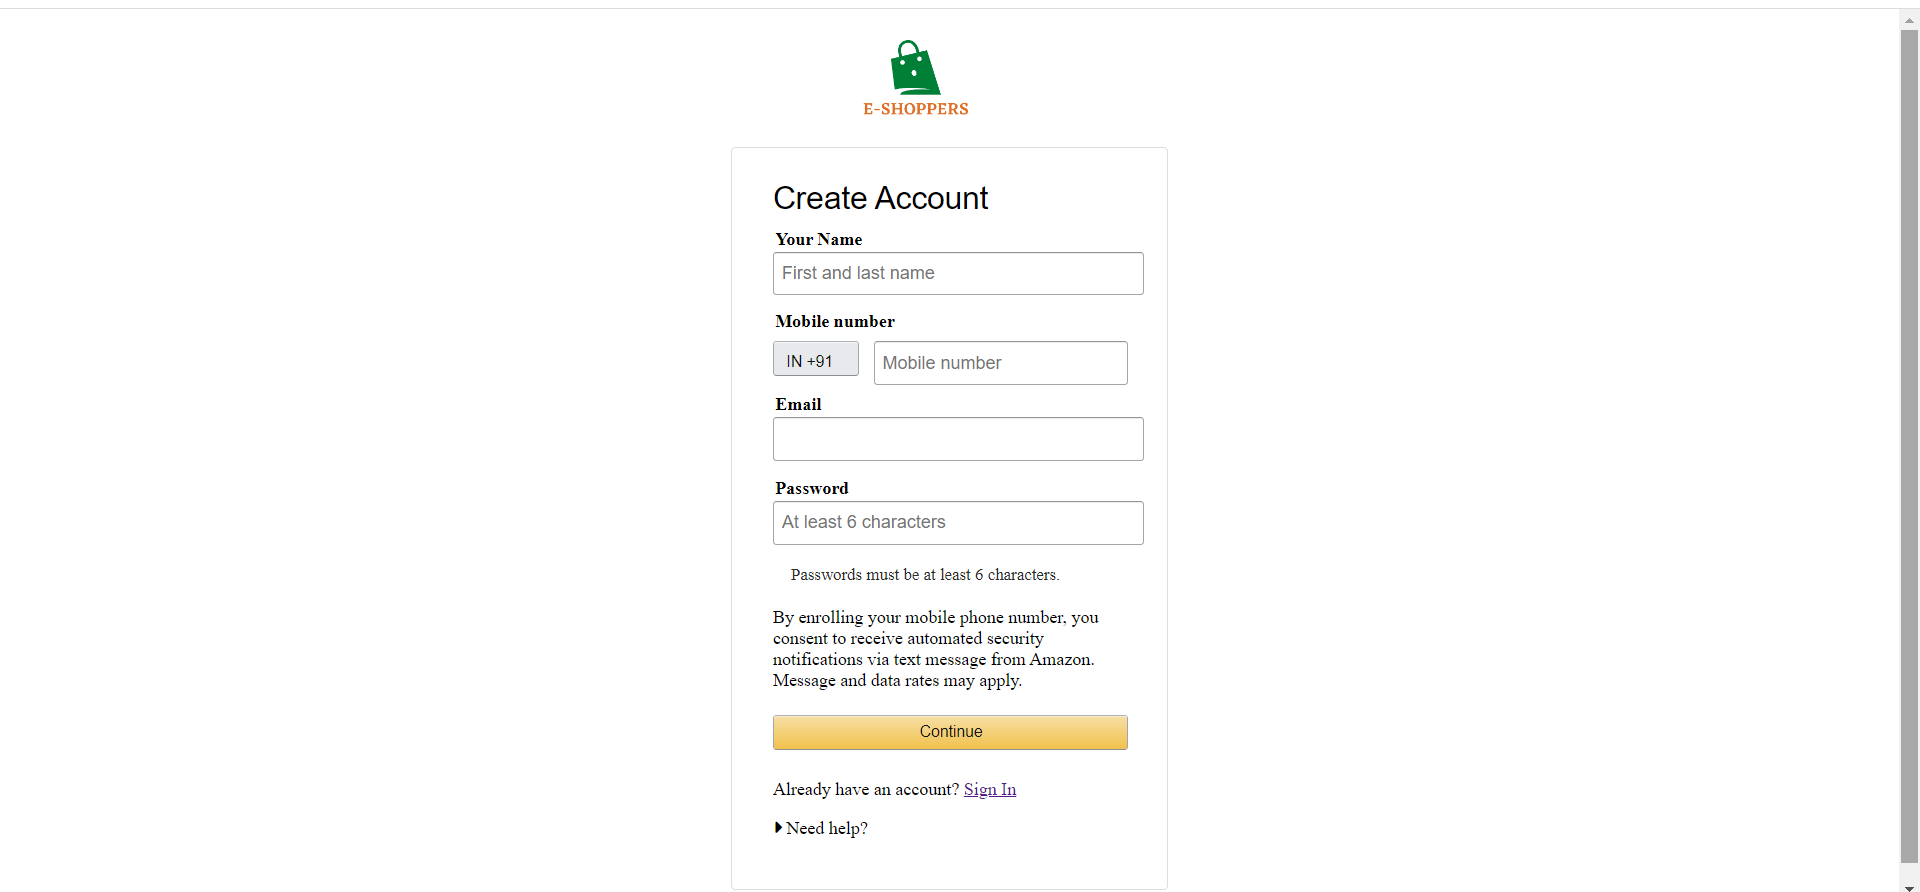 E-SHOPPERS
Create Account
Your Name
First and last name
Mobile number
IN +91
Mobile number
Email
Password
At least 6 characters
Passwords must be at least 6 characters.
By enrolling your mobile phone number, you
consent to receive automated security
notifications via text message from Amazon.
Message and data rates may apply.
Continue
Already have an account? Sign In
Need help?